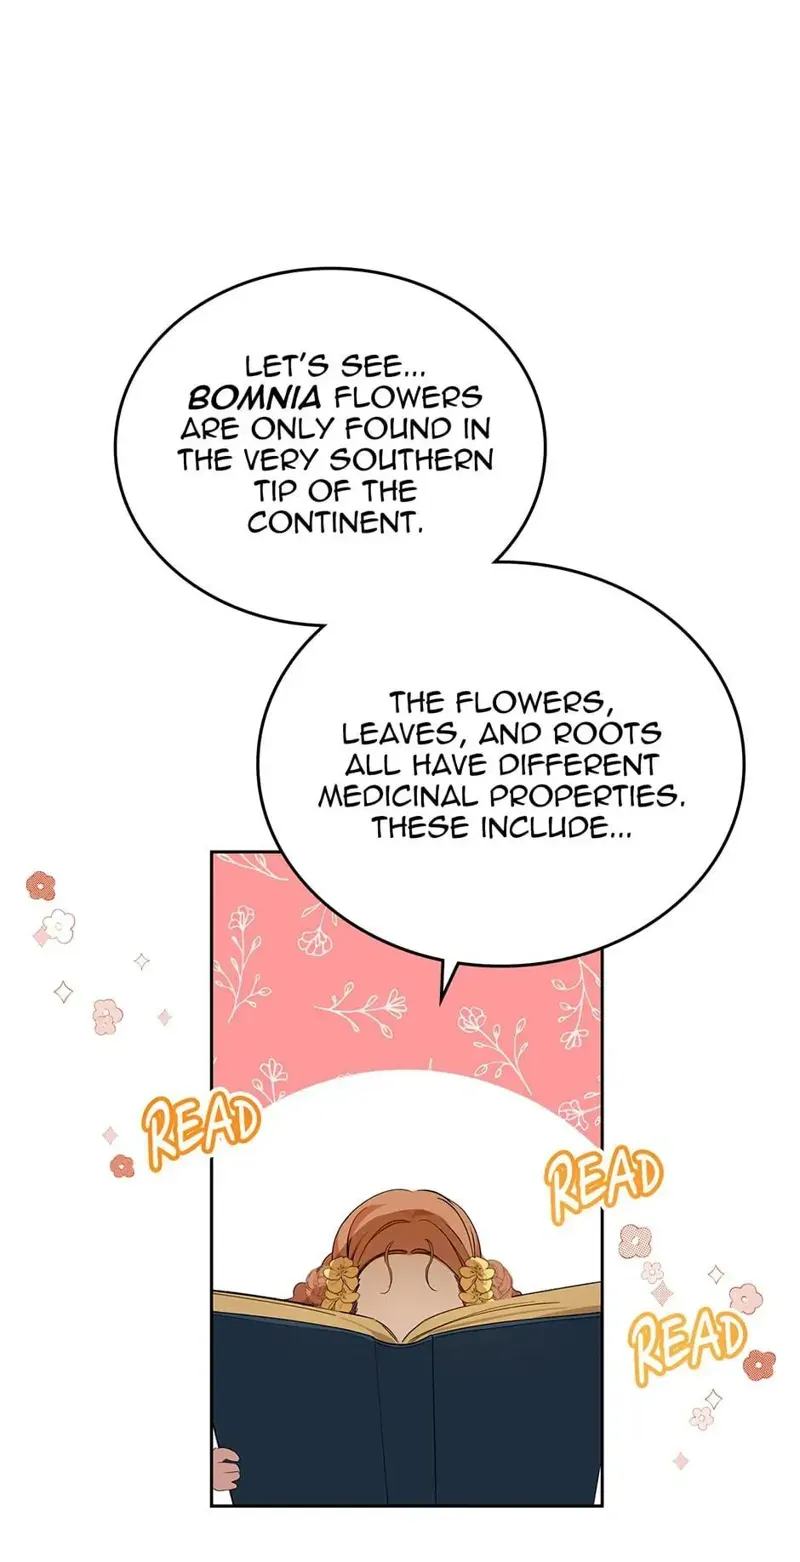 LET'S SEE...
BOMNIA FLOWERS
ARE ONLY FOUND IN
THE VERY SOUTHERN
TIP OF THE
CONTINENT.
THE FLOWERS,
LEAVES, AND ROOTS
ALL HAVE DIFFERENT
MEDICINAL PROPERTIES.
THESE INCLUDE...
READ
READ
READ